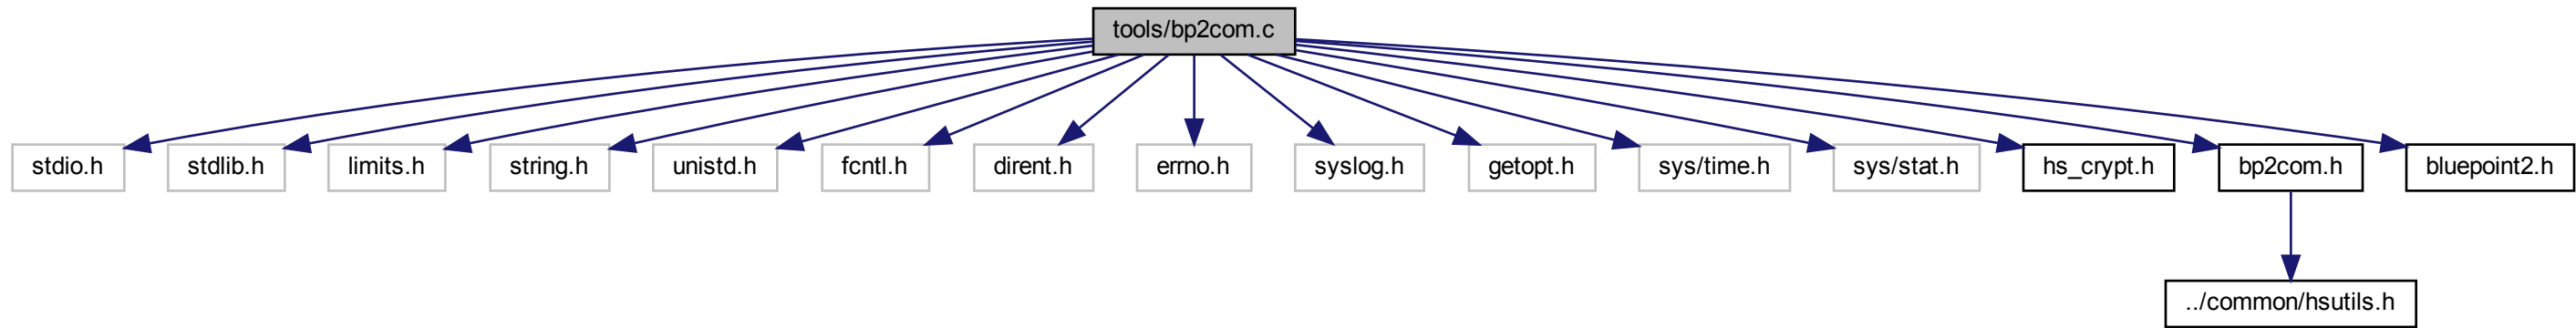 tools/bp2com.c
stdio.h
stdlib.h
limits.h
string.h
unistd.h
fcntl.h
dirent.h
errno.h
syslog.h
getopt.h
sys/time.h
sys/stat.h
hs_crypt.h
bp2com.h
bluepoint2.h
../common/hsutils.h